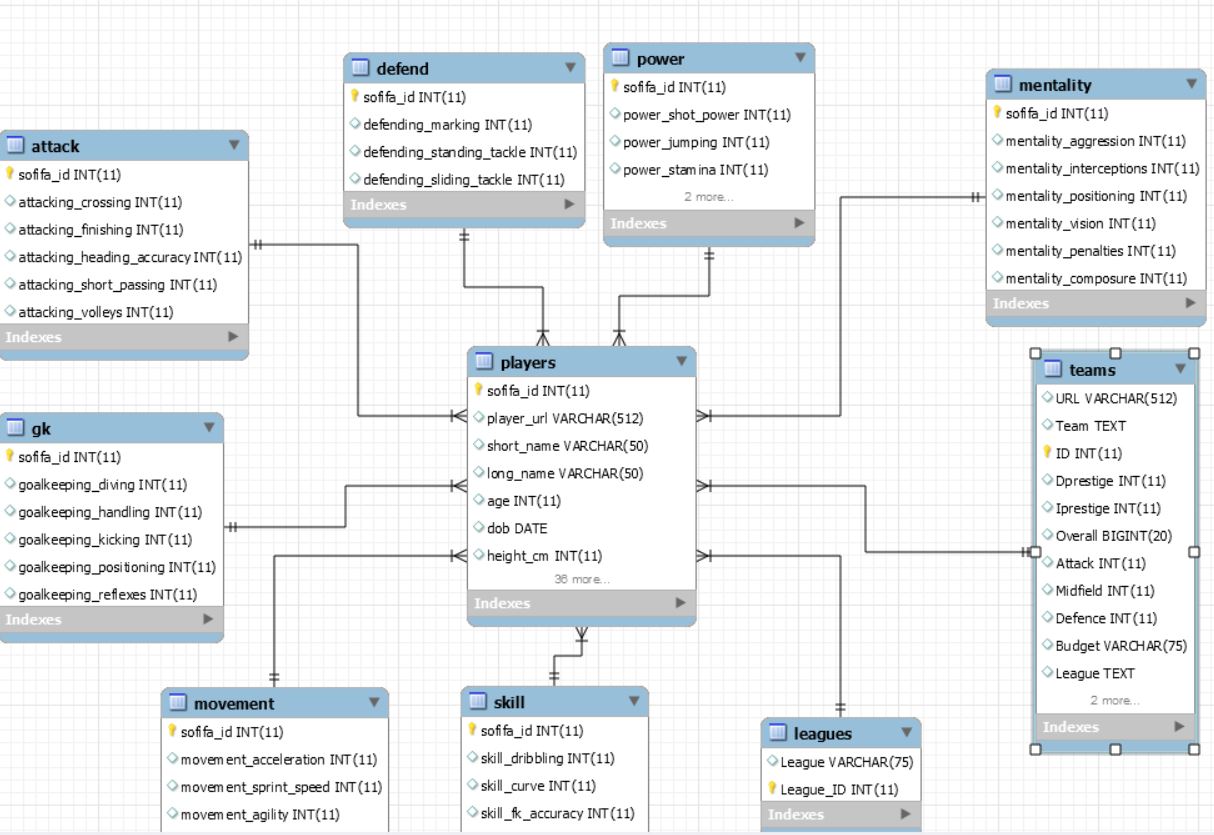 defend
sofifa_id INT(11)
defending_marking INT(11)
defending_standing_tackle INT(11)
defending_sliding_tackle INT(11)
Indexes
power
sofifa_id INT(11)
power_shot_power INT(11)
power_jumping INT(11)
power_stamina INT(11)
2 more...
Indexes
mentality
sofifa_id INT(11)
mentality_aggression INT(11)
mentality_interceptions INT(11)
mentality_positioning INT(11)
mentality_vision INT(11)
mentality_penalties INT(11)
mentality_composure INT(11)
Indexes
attack
sofifa_id INT(11)
attacking_crossing INT(11)
attacking_finishing INT(11)
attacking_heading_accuracy INT(11)
attacking_short_passing INT(11)
attacking_volleys INT(11)
Indexes
players
sofifa_id INT(11)
player_url VARCHAR(512)
short_name VARCHAR(50)
long_name VARCHAR(50)
age INT(11)
dob DATE
height_cm INT(11)
36 more...
Indexes
teams
URL VARCHAR(512)
Team TEXT
ID INT(11)
Dprestige INT(11)
Iprestige INT(11)
Overall BIGINT(20)
Attack INT(11)
Midfield INT(11)
Defence INT(11)
Budget VARCHAR(75)
League TEXT
2 more...
Indexes
gk
sofifa_id INT(11)
goalkeeping_diving INT(11)
goalkeeping_handling INT(11)
goalkeeping_kicking INT(11)
goalkeeping_positioning INT(11)
goalkeeping_reflexes INT(11)
Indexes
movement
sofifa_id INT(11)
movement_acceleration INT(11)
movement_sprint_speed INT(11)
movement_agility INT(11)
skill
sofifa_id INT(11)
skill_dribbling INT(11)
skill_curve INT(11)
skill_fk_accuracy INT(11)
leagues
League VARCHAR(75)
League_ID INT(11)
Indexes